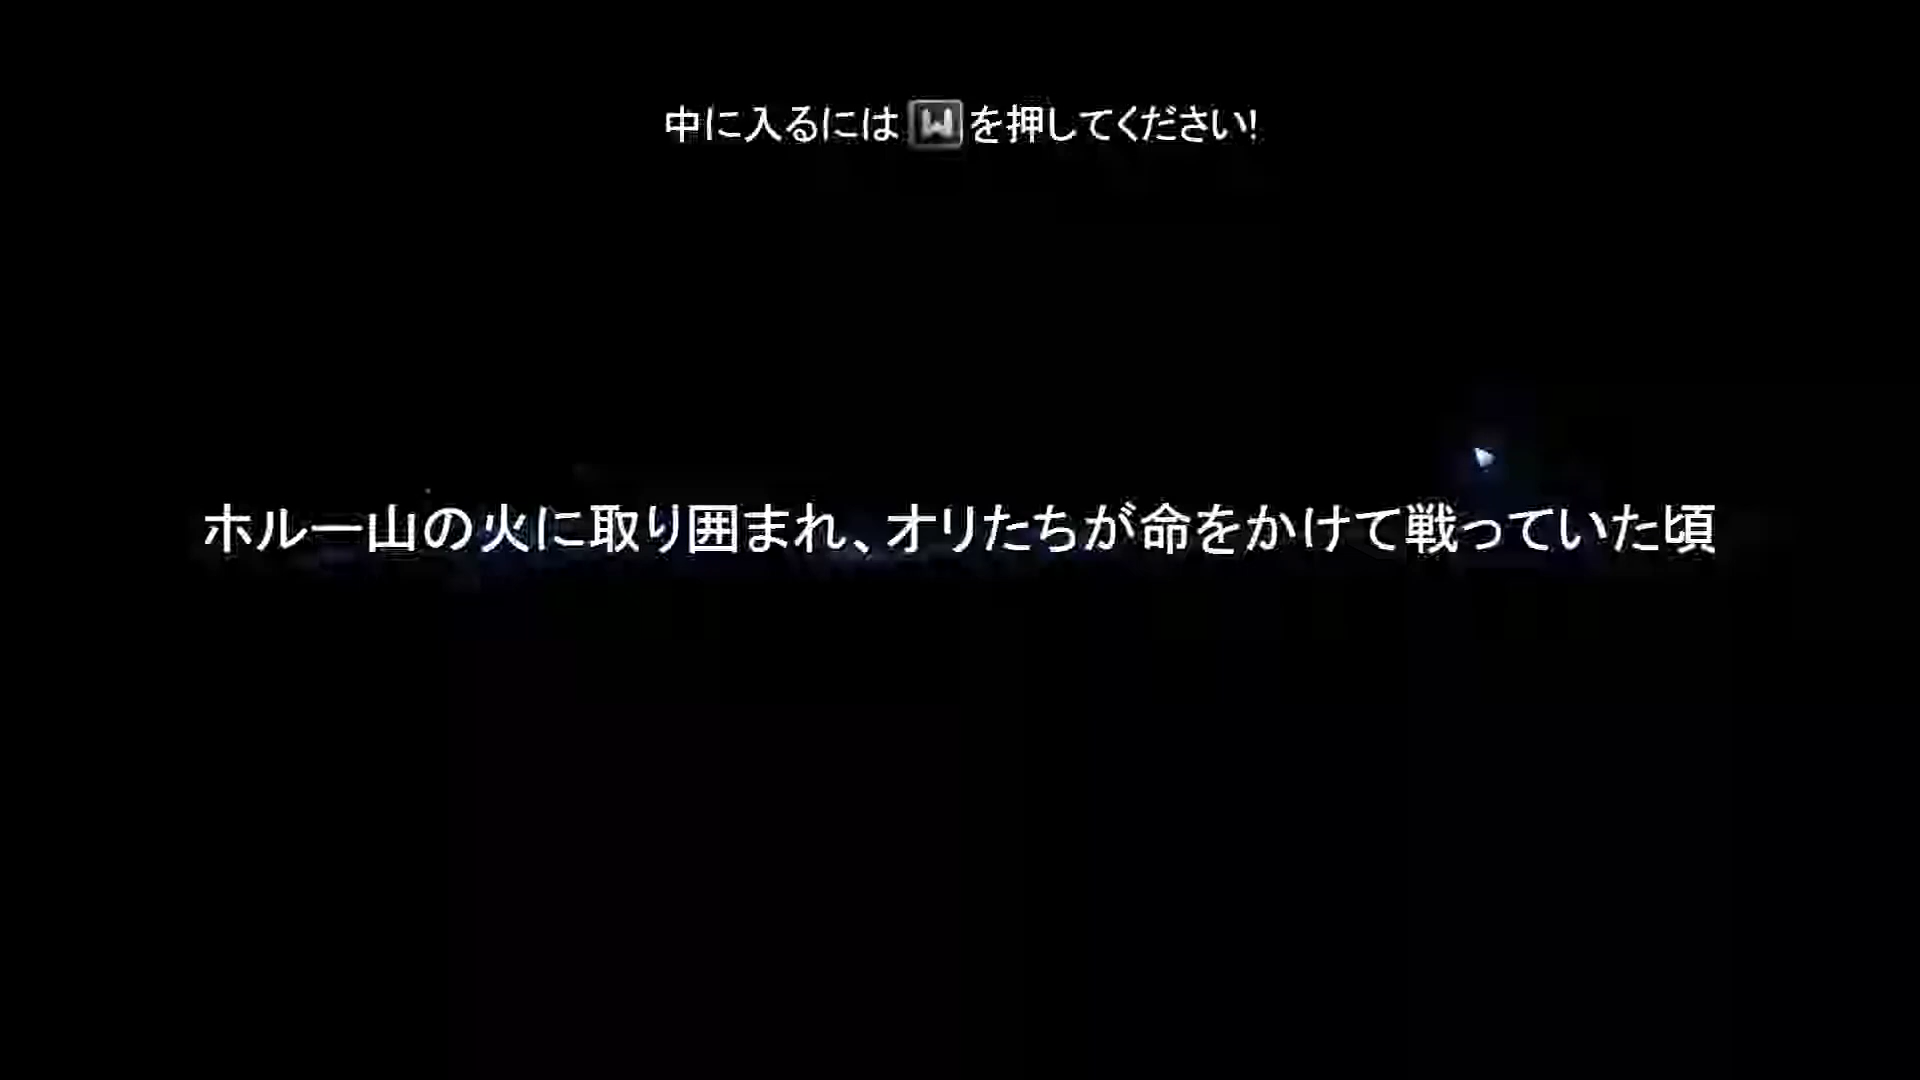 中に入るには W を押してください!
ホルー山の火に取り囲まれ、オリたちが命をかけて戦っていた頃